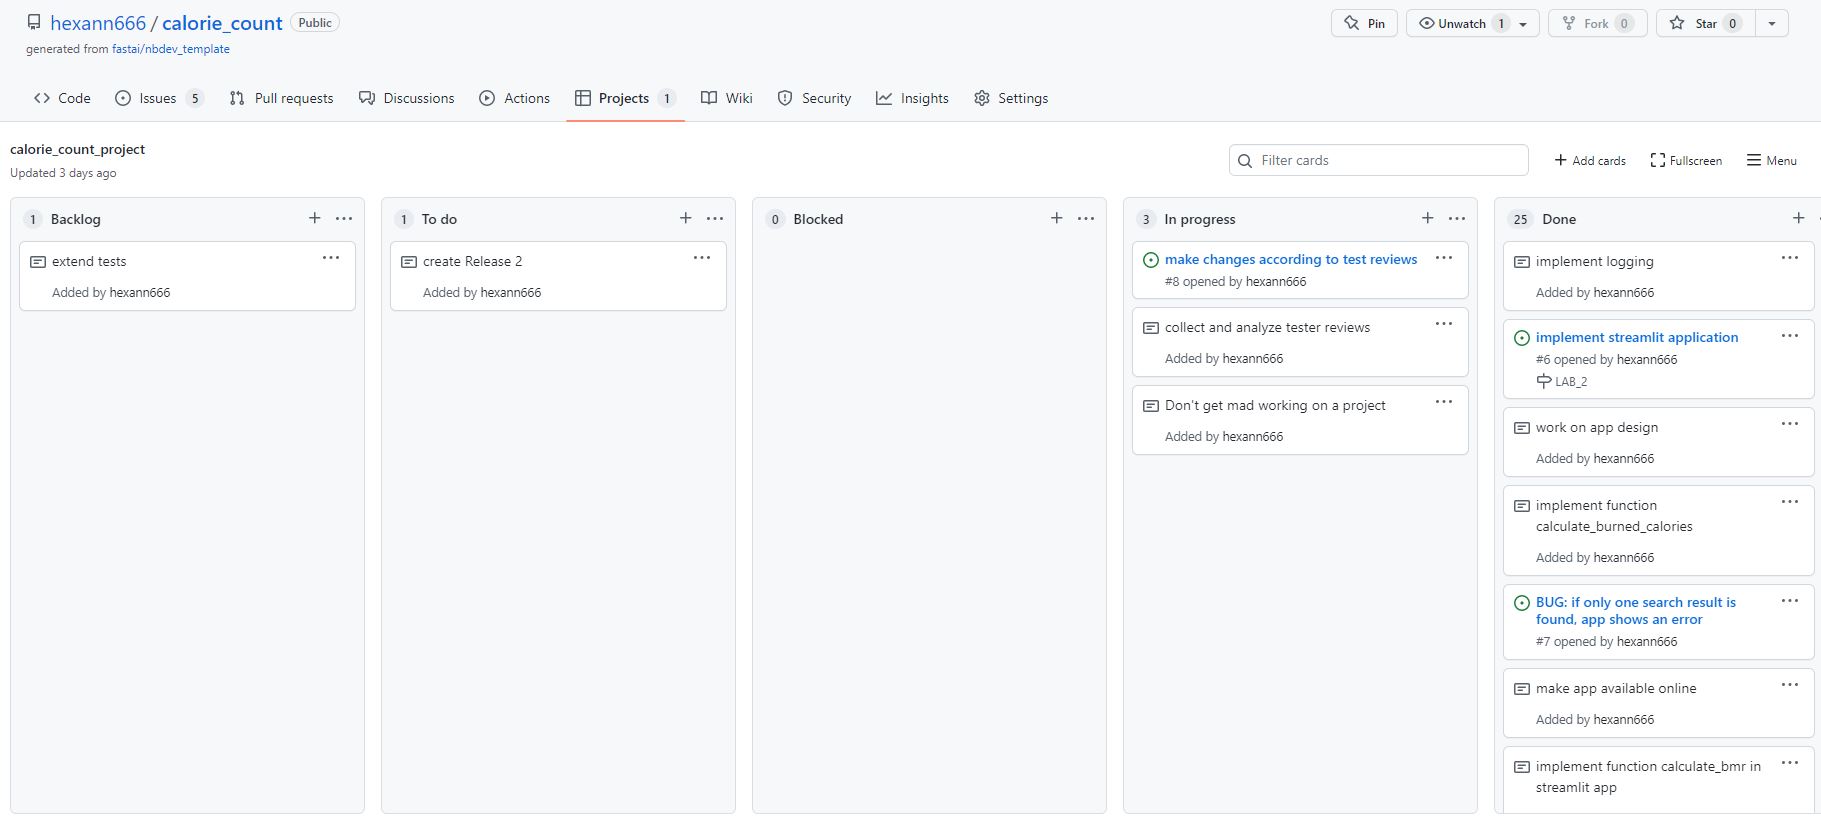 hexann666 / calorie_count Public
Pin
Unwatch 1
Fork 0
Star 0
generated from fastai/nbdev_template
Code
Issues 5
Pull requests
Discussions
Actions
Projects 1
Wiki
Security
Insights
Settings
calorie_count_project
Updated 3 days ago
Filter cards
Add cards
Fullscreen
Menu
1 Backlog
extend tests
Added by hexann666
1 To do
create Release 2
Added by hexann666
0 Blocked
3 In progress
make changes according to test reviews
#8 opened by hexann666
collect and analyze tester reviews
Added by hexann666
Don't get mad working on a project
Added by hexann666
25 Done
implement logging
Added by hexann666
implement streamlit application
#6 opened by hexann666
LAB_2
work on app design
Added by hexann666
implement function
calculate_burned_calories
Added by hexann666
BUG: if only one search result is
found, app shows an error
#7 opened by hexann666
make app available online
Added by hexann666
implement function calculate_bmr in
streamlit app